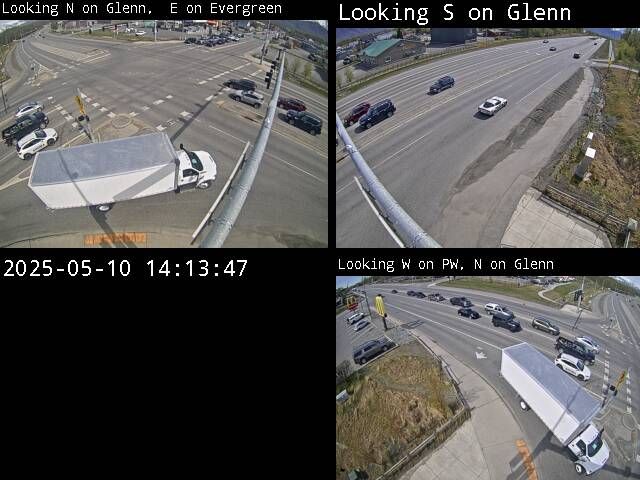 Looking N on Glenn, E on Evergreen
Looking S on Glenn
2025-05-10 14:13:47
Looking W on PW, N on Glenn